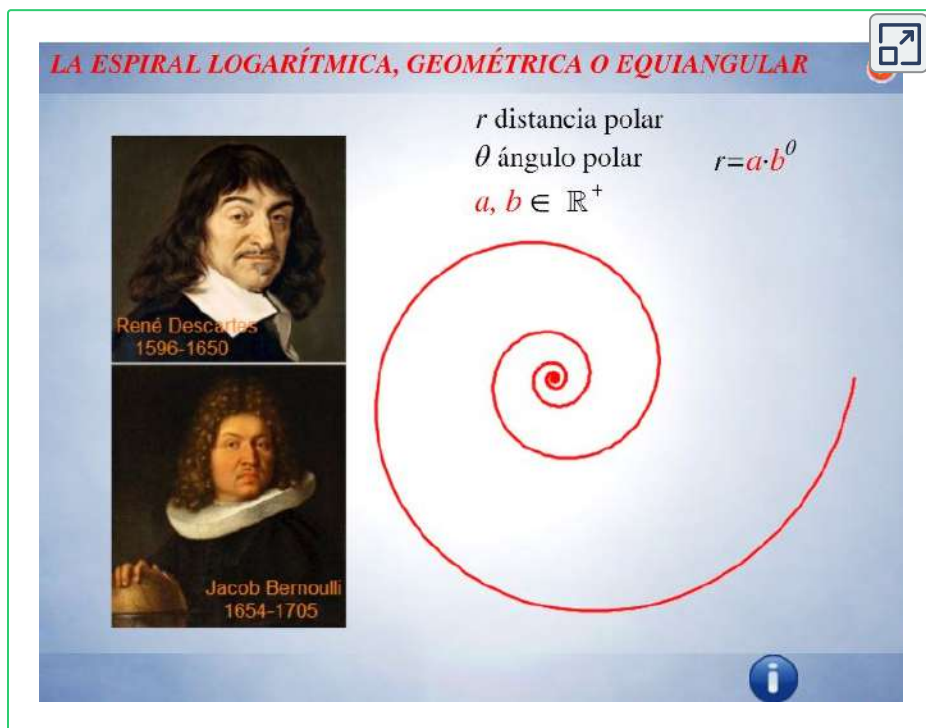 LA ESPIRAL LOGARÍTMICA, GEOMÉTRICA O EQUIANGULAR
r distancia polar
θ ángulo polar
r=a·b^θ
a, b ∈ ℝ⁺
René Descartes
1596-1650
Jacob Bernoulli
1654-1705
i